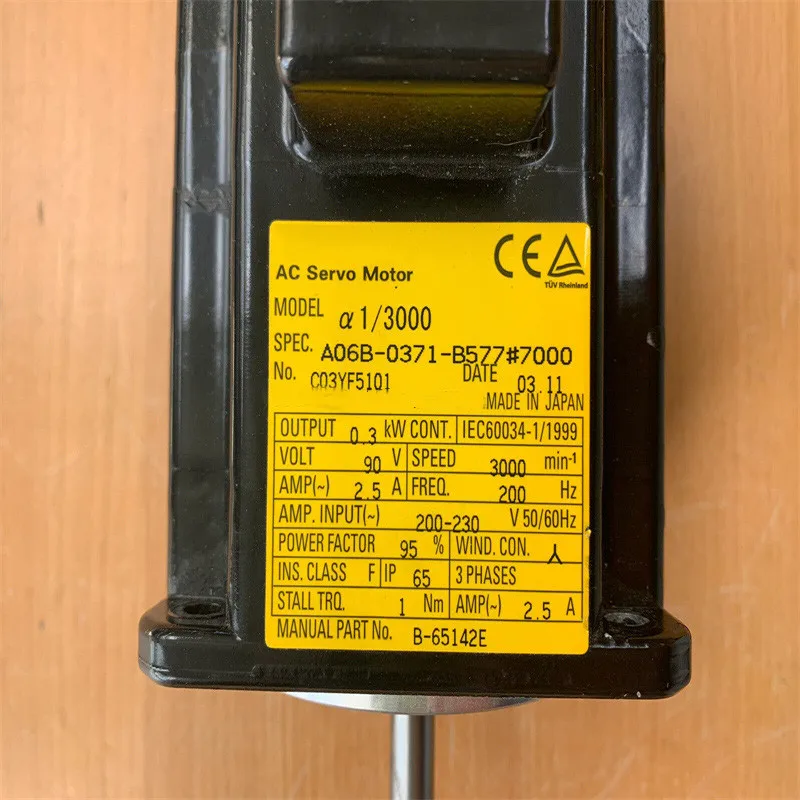 CE
TÜV Rheinland
AC Servo Motor
MODEL α1/3000
SPEC. A06B-0371-B577#7000
No. C03YF5101 DATE 03.11
MADE IN JAPAN
OUTPUT 0.3 kW CONT. IEC60034-1/1999
VOLT 90 V SPEED 3000 min-1
AMP(~) 2.5 A FREQ. 200 Hz
AMP. INPUT(~) 200-230 V 50/60Hz
POWER FACTOR 95 % WIND. CON. ⅄
INS. CLASS F IP 65 3 PHASES
STALL TRQ. 1 Nm AMP(~) 2.5 A
MANUAL PART No. B-65142E